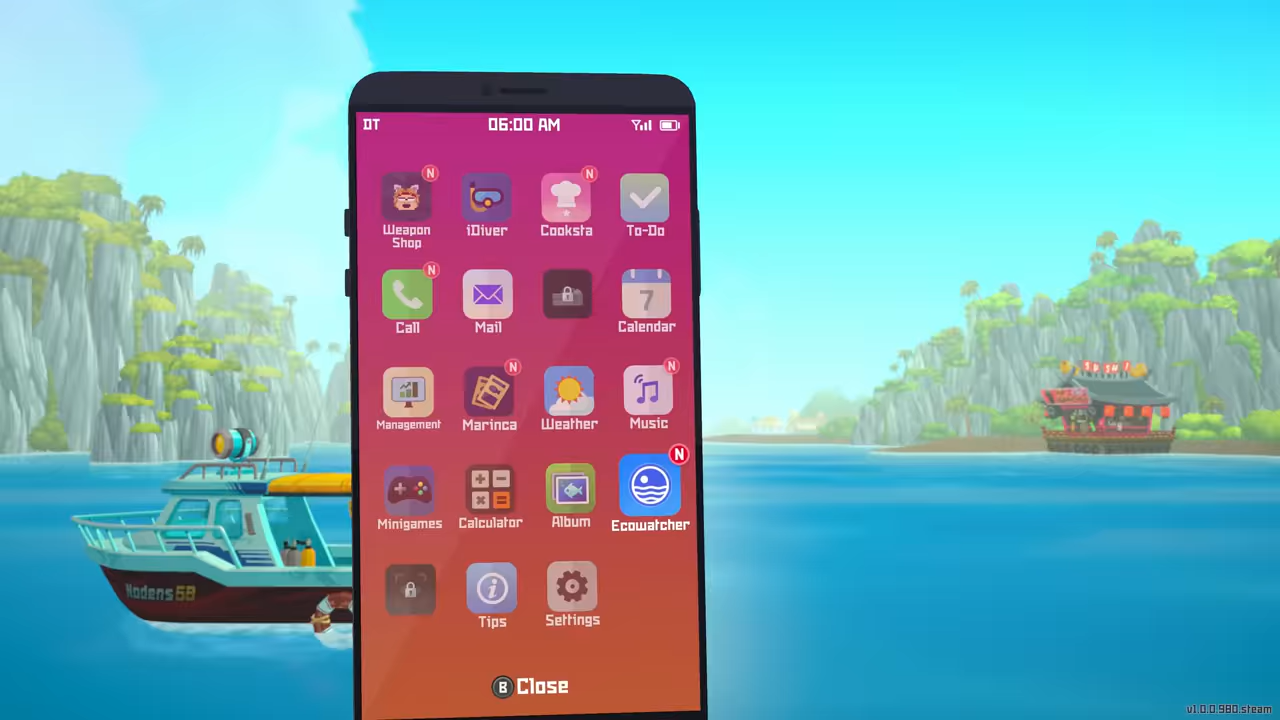 DT
06:00 AM
N
N
Weapon
Shop
iDiver
Cooksta
To-Do
N
7
Call
Mail
Calendar
N
N
Management
Marinca
Weather
Music
N
Minigames
Calculator
Album
Ecowatcher
Nodens58
i
Tips
Settings
B Close
v1.0.0.980.steam